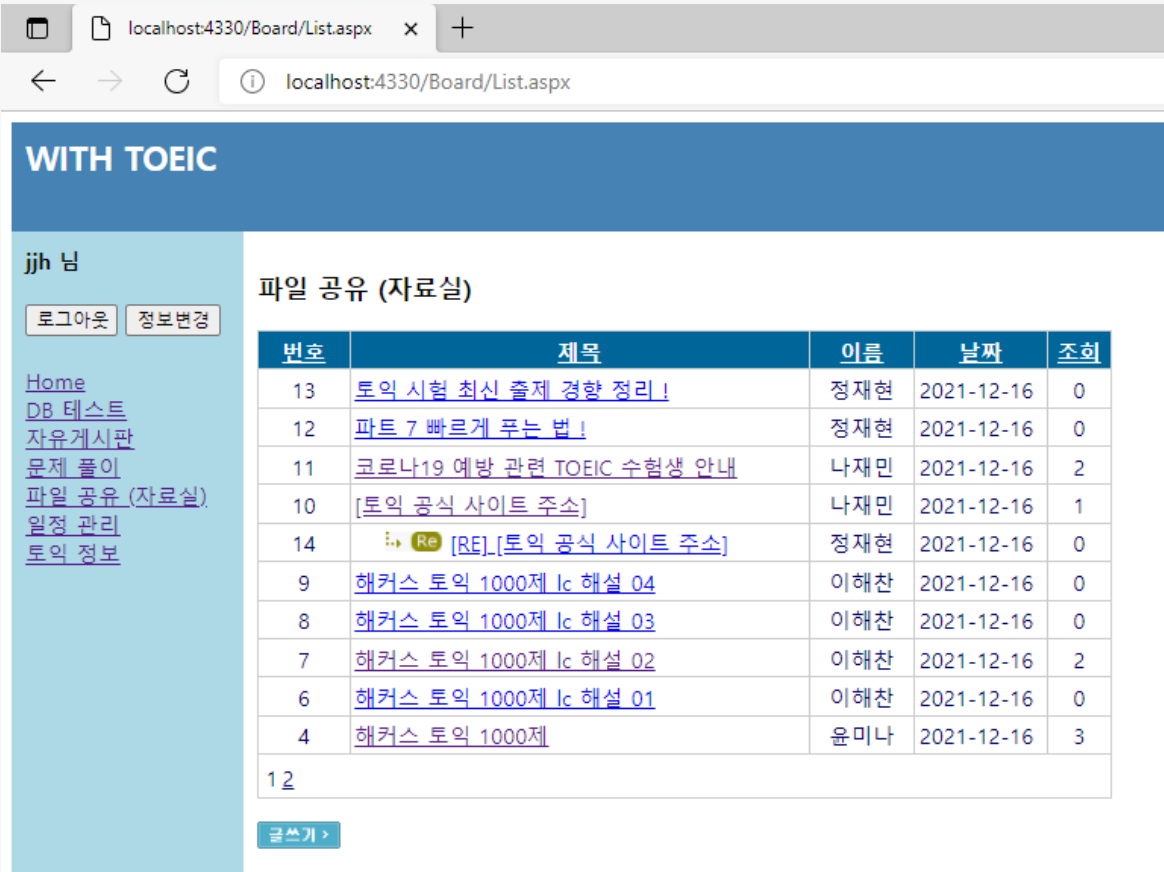 localhost:4330/Board/List.aspx
localhost:4330/Board/List.aspx
WITH TOEIC
jjh 님
로그아웃 정보변경
Home
DB 테스트
자유게시판
문제 풀이
파일 공유 (자료실)
일정 관리
토익 정보
파일 공유 (자료실)
번호 제목 이름 날짜 조회
13 토익 시험 최신 출제 경향 정리 ! 정재현 2021-12-16 0
12 파트 7 빠르게 푸는 법 ! 정재현 2021-12-16 0
11 코로나19 예방 관련 TOEIC 수험생 안내 나재민 2021-12-16 2
10 [토익 공식 사이트 주소] 나재민 2021-12-16 1
14 Re [RE] [토익 공식 사이트 주소] 정재현 2021-12-16 0
9 해커스 토익 1000제 lc 해설 04 이해찬 2021-12-16 0
8 해커스 토익 1000제 lc 해설 03 이해찬 2021-12-16 0
7 해커스 토익 1000제 lc 해설 02 이해찬 2021-12-16 2
6 해커스 토익 1000제 lc 해설 01 이해찬 2021-12-16 0
4 해커스 토익 1000제 윤미나 2021-12-16 3
1 2
글쓰기 >